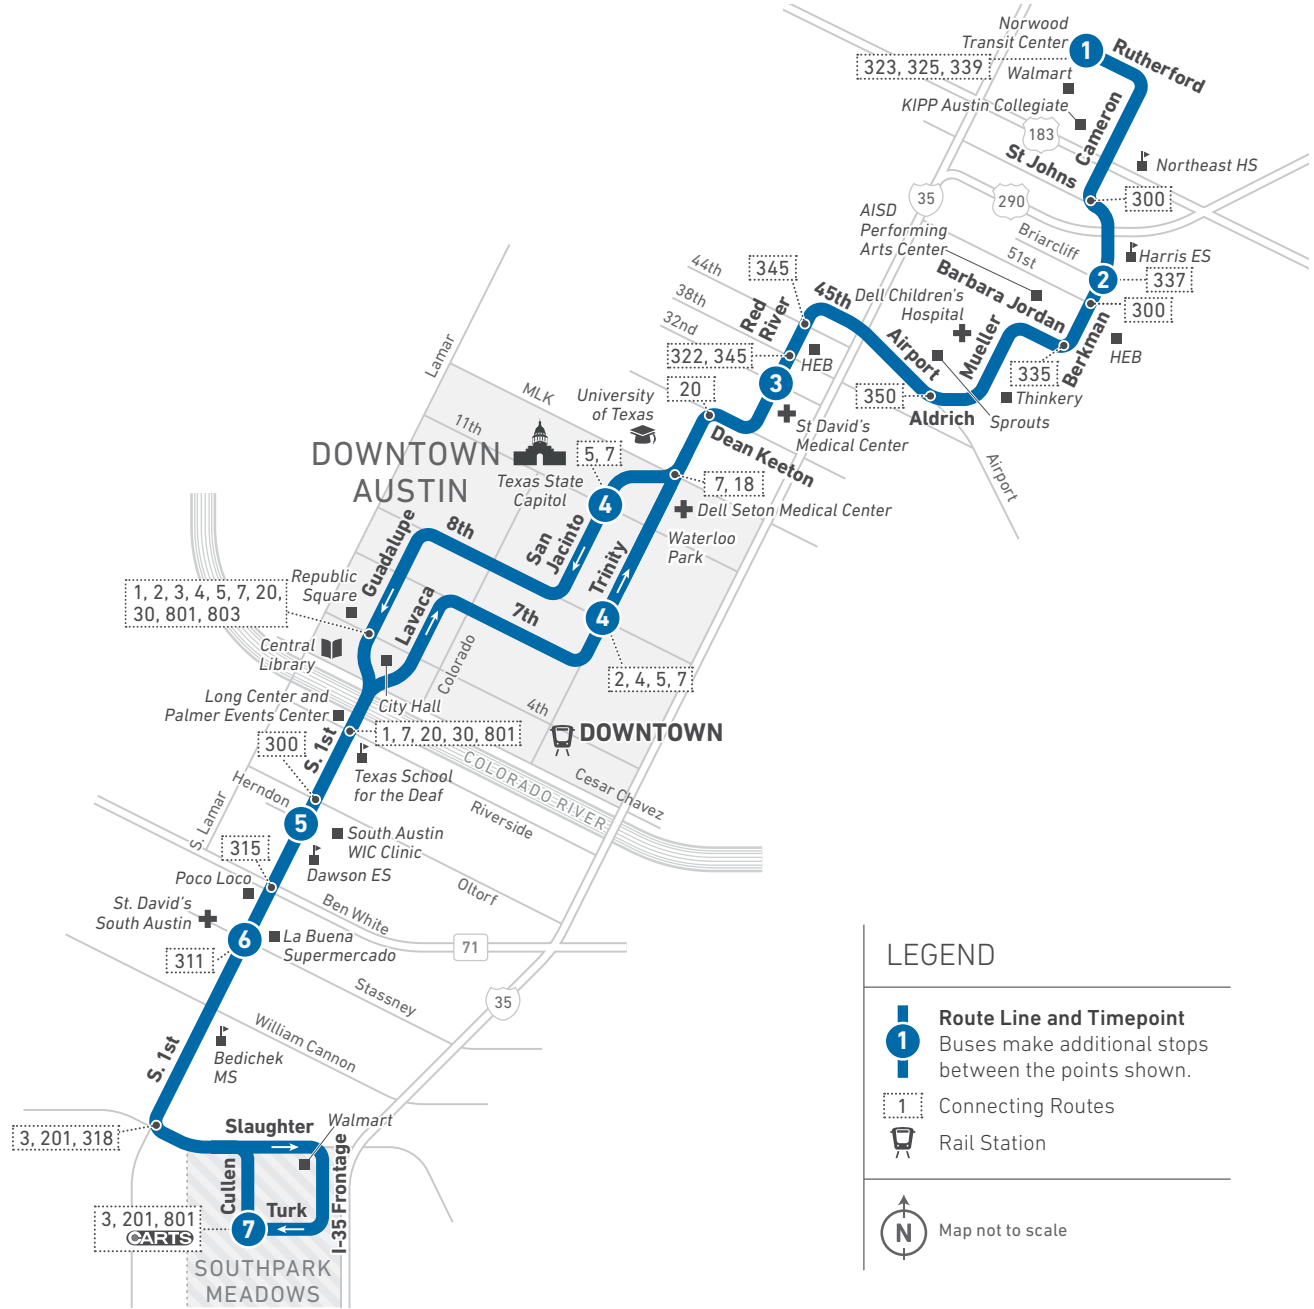 Norwood
Transit Center
1
Rutherford
323, 325, 339
Walmart
KIPP Austin Collegiate
Cameron
183
St Johns
Northeast HS
300
35
290
AISD
Performing
Arts Center
Briarcliff
51st
Harris ES
2
337
300
Barbara Jordan
Dell Children's
Hospital
Mueller
Berkman
HEB
335
Thinkery
Airport
350
Aldrich
Sprouts
Airport
44th
38th
32nd
345
Red
River
45th
322, 345
HEB
3
20
St David's
Medical Center
Dean Keeton
Lamar
MLK
11th
University
of Texas
DOWNTOWN
AUSTIN
Texas State
Capitol
5, 7
4
7, 18
Dell Seton Medical Center
Waterloo
Park
Guadalupe
8th
San
Jacinto
Trinity
Republic
Square
1, 2, 3, 4, 5, 7, 20,
30, 801, 803
Lavaca
7th
4
Central
Library
Colorado
2, 4, 5, 7
City Hall
4th
Long Center and
Palmer Events Center
DOWNTOWN
1, 7, 20, 30, 801
300
S. 1st
COLORADO RIVER
Cesar Chavez
Texas School
for the Deaf
Herndon
Riverside
S. Lamar
5
South Austin
WIC Clinic
315
Dawson ES
Poco Loco
Oltorf
St. David's
South Austin
Ben White
6
La Buena
Supermercado
71
311
Stassney
35
William Cannon
S. 1st
Bedichek
MS
3, 201, 318
Slaughter
Walmart
Cullen
I-35 Frontage
Turk
3, 201, 801
CARTS
7
SOUTHPARK
MEADOWS
LEGEND
1
Route Line and Timepoint
Buses make additional stops
between the points shown.
1
Connecting Routes
Rail Station
N
Map not to scale